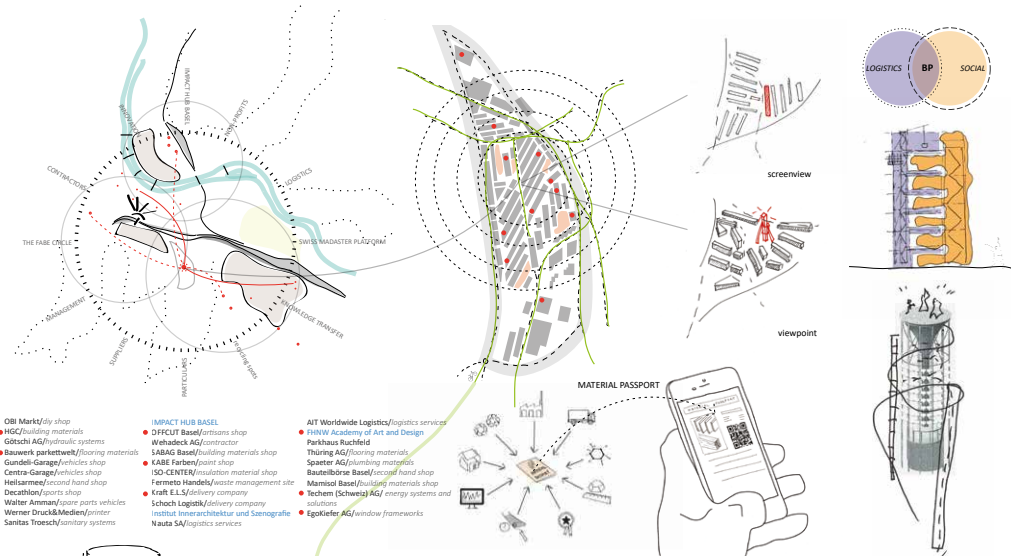 IMPACT HUB BASEL
INNOVATION
NON-PROFITS
CONTRACTORS
LOGISTICS
THE FABE CIRCLE
SWISS MADASTER PLATFORM
MANAGEMENT
KNOWLEDGE TRANSFER
SUPPLIERS
PARTICULARS
screenview
viewpoint
LOGISTICS
BP
SOCIAL
MATERIAL PASSPORT
OBI Markt/diy shop
HGC/building materials
Götschi AG/hydraulic systems
Bauwerk parkettwelt/flooring materials
Gundeli-Garage/vehicles shop
Centra-Garage/vehicles shop
Heilsarmee/second hand shop
Decathlon/sports shop
Walter Amman/spare parts vehicles
Werner Druck&Medien/printer
Sanitas Troesch/sanitary systems
IMPACT HUB BASEL
OFFCUT Basel/artisans shop
Wehadeck AG/contractor
SABAG Basel/building materials shop
KABE Farben/paint shop
ISO-CENTER/insulation material shop
Fermeto Handels/waste management site
Kraft E.L.S/delivery company
Schoch Logistik/delivery company
Institut Innerarchitektur und Szenografie
Nauta SA/logistics services
AIT Worldwide Logistics/logistics services
FHNW Academy of Art and Design
Parkhaus Ruchfeld
Thüring AG/flooring materials
Spaeter AG/plumbing materials
Bauteilbörse Basel/second hand shop
Mamisol Basel/building materials shop
Techem (Schweiz) AG/ energy systems and
solutions
EgoKiefer AG/window frameworks